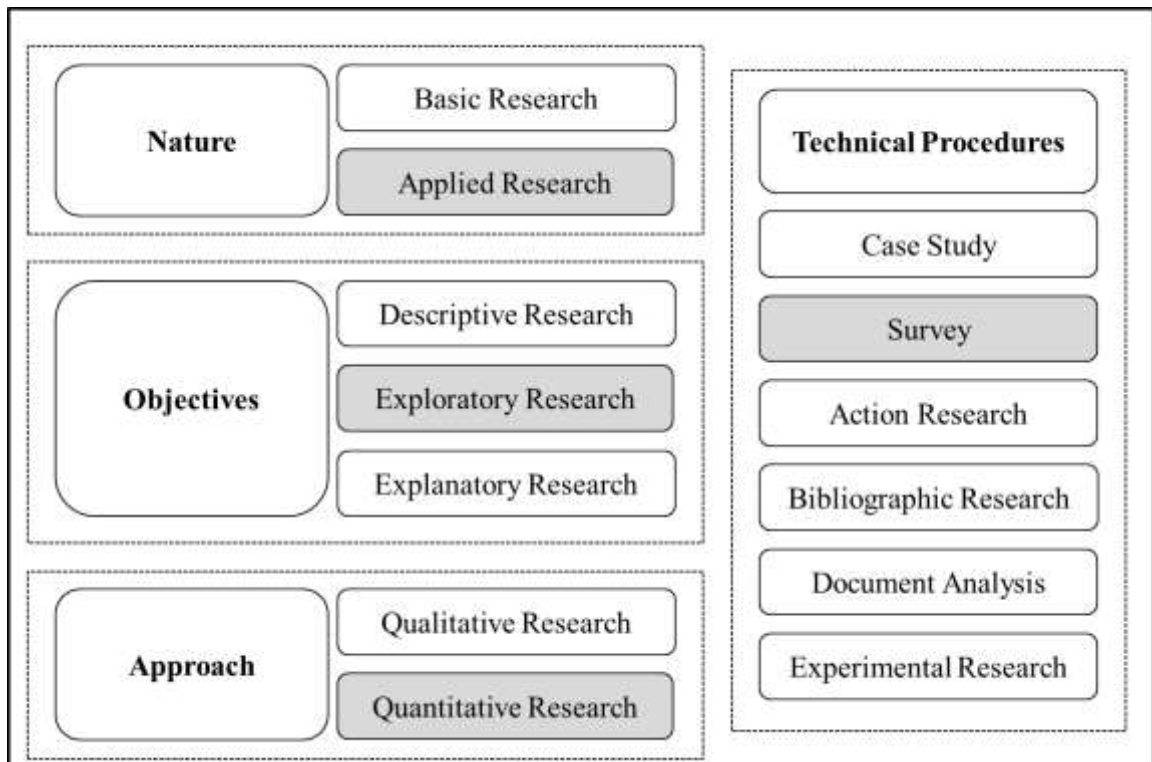 Nature
Basic Research
Applied Research
Objectives
Descriptive Research
Exploratory Research
Explanatory Research
Approach
Qualitative Research
Quantitative Research
Technical Procedures
Case Study
Survey
Action Research
Bibliographic Research
Document Analysis
Experimental Research